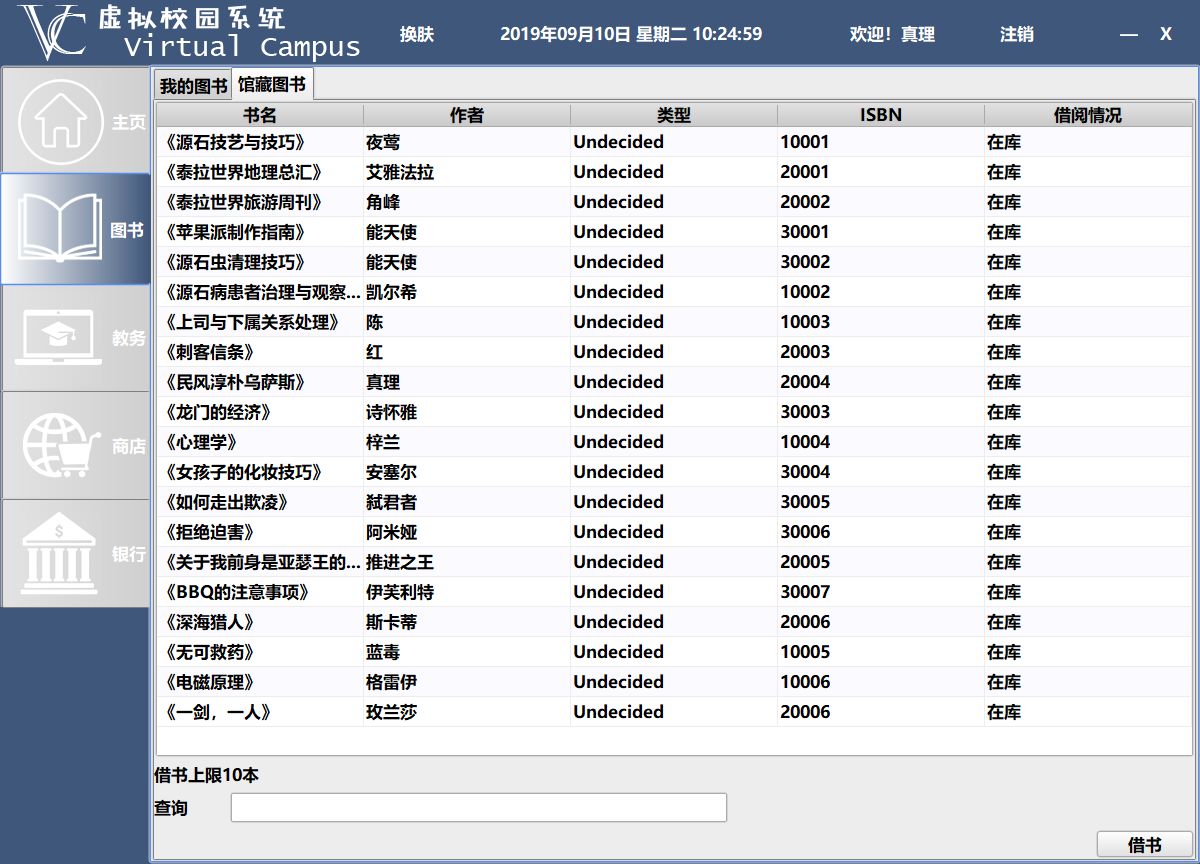 虚拟校园系统
Virtual Campus
换肤 2019年09月10日 星期二 10:24:59 欢迎！真理 注销 — X
主页
图书
教务
商店
银行
我的图书 馆藏图书
书名 作者 类型 ISBN 借阅情况
《源石技艺与技巧》 夜莺 Undecided 10001 在库
《泰拉世界地理总汇》 艾雅法拉 Undecided 20001 在库
《泰拉世界旅游周刊》 角峰 Undecided 20002 在库
《苹果派制作指南》 能天使 Undecided 30001 在库
《源石虫清理技巧》 能天使 Undecided 30002 在库
《源石病患者治理与观察... 凯尔希 Undecided 10002 在库
《上司与下属关系处理》 陈 Undecided 10003 在库
《刺客信条》 红 Undecided 20003 在库
《民风淳朴乌萨斯》 真理 Undecided 20004 在库
《龙门的经济》 诗怀雅 Undecided 30003 在库
《心理学》 梓兰 Undecided 10004 在库
《女孩子的化妆技巧》 安塞尔 Undecided 30004 在库
《如何走出欺凌》 弑君者 Undecided 30005 在库
《拒绝迫害》 阿米娅 Undecided 30006 在库
《关于我前身是亚瑟王的... 推进之王 Undecided 20005 在库
《BBQ的注意事项》 伊芙利特 Undecided 30007 在库
《深海猎人》 斯卡蒂 Undecided 20006 在库
《无可救药》 蓝毒 Undecided 10005 在库
《电磁原理》 格雷伊 Undecided 10006 在库
《一剑，一人》 玫兰莎 Undecided 20006 在库
借书上限10本
查询
借书